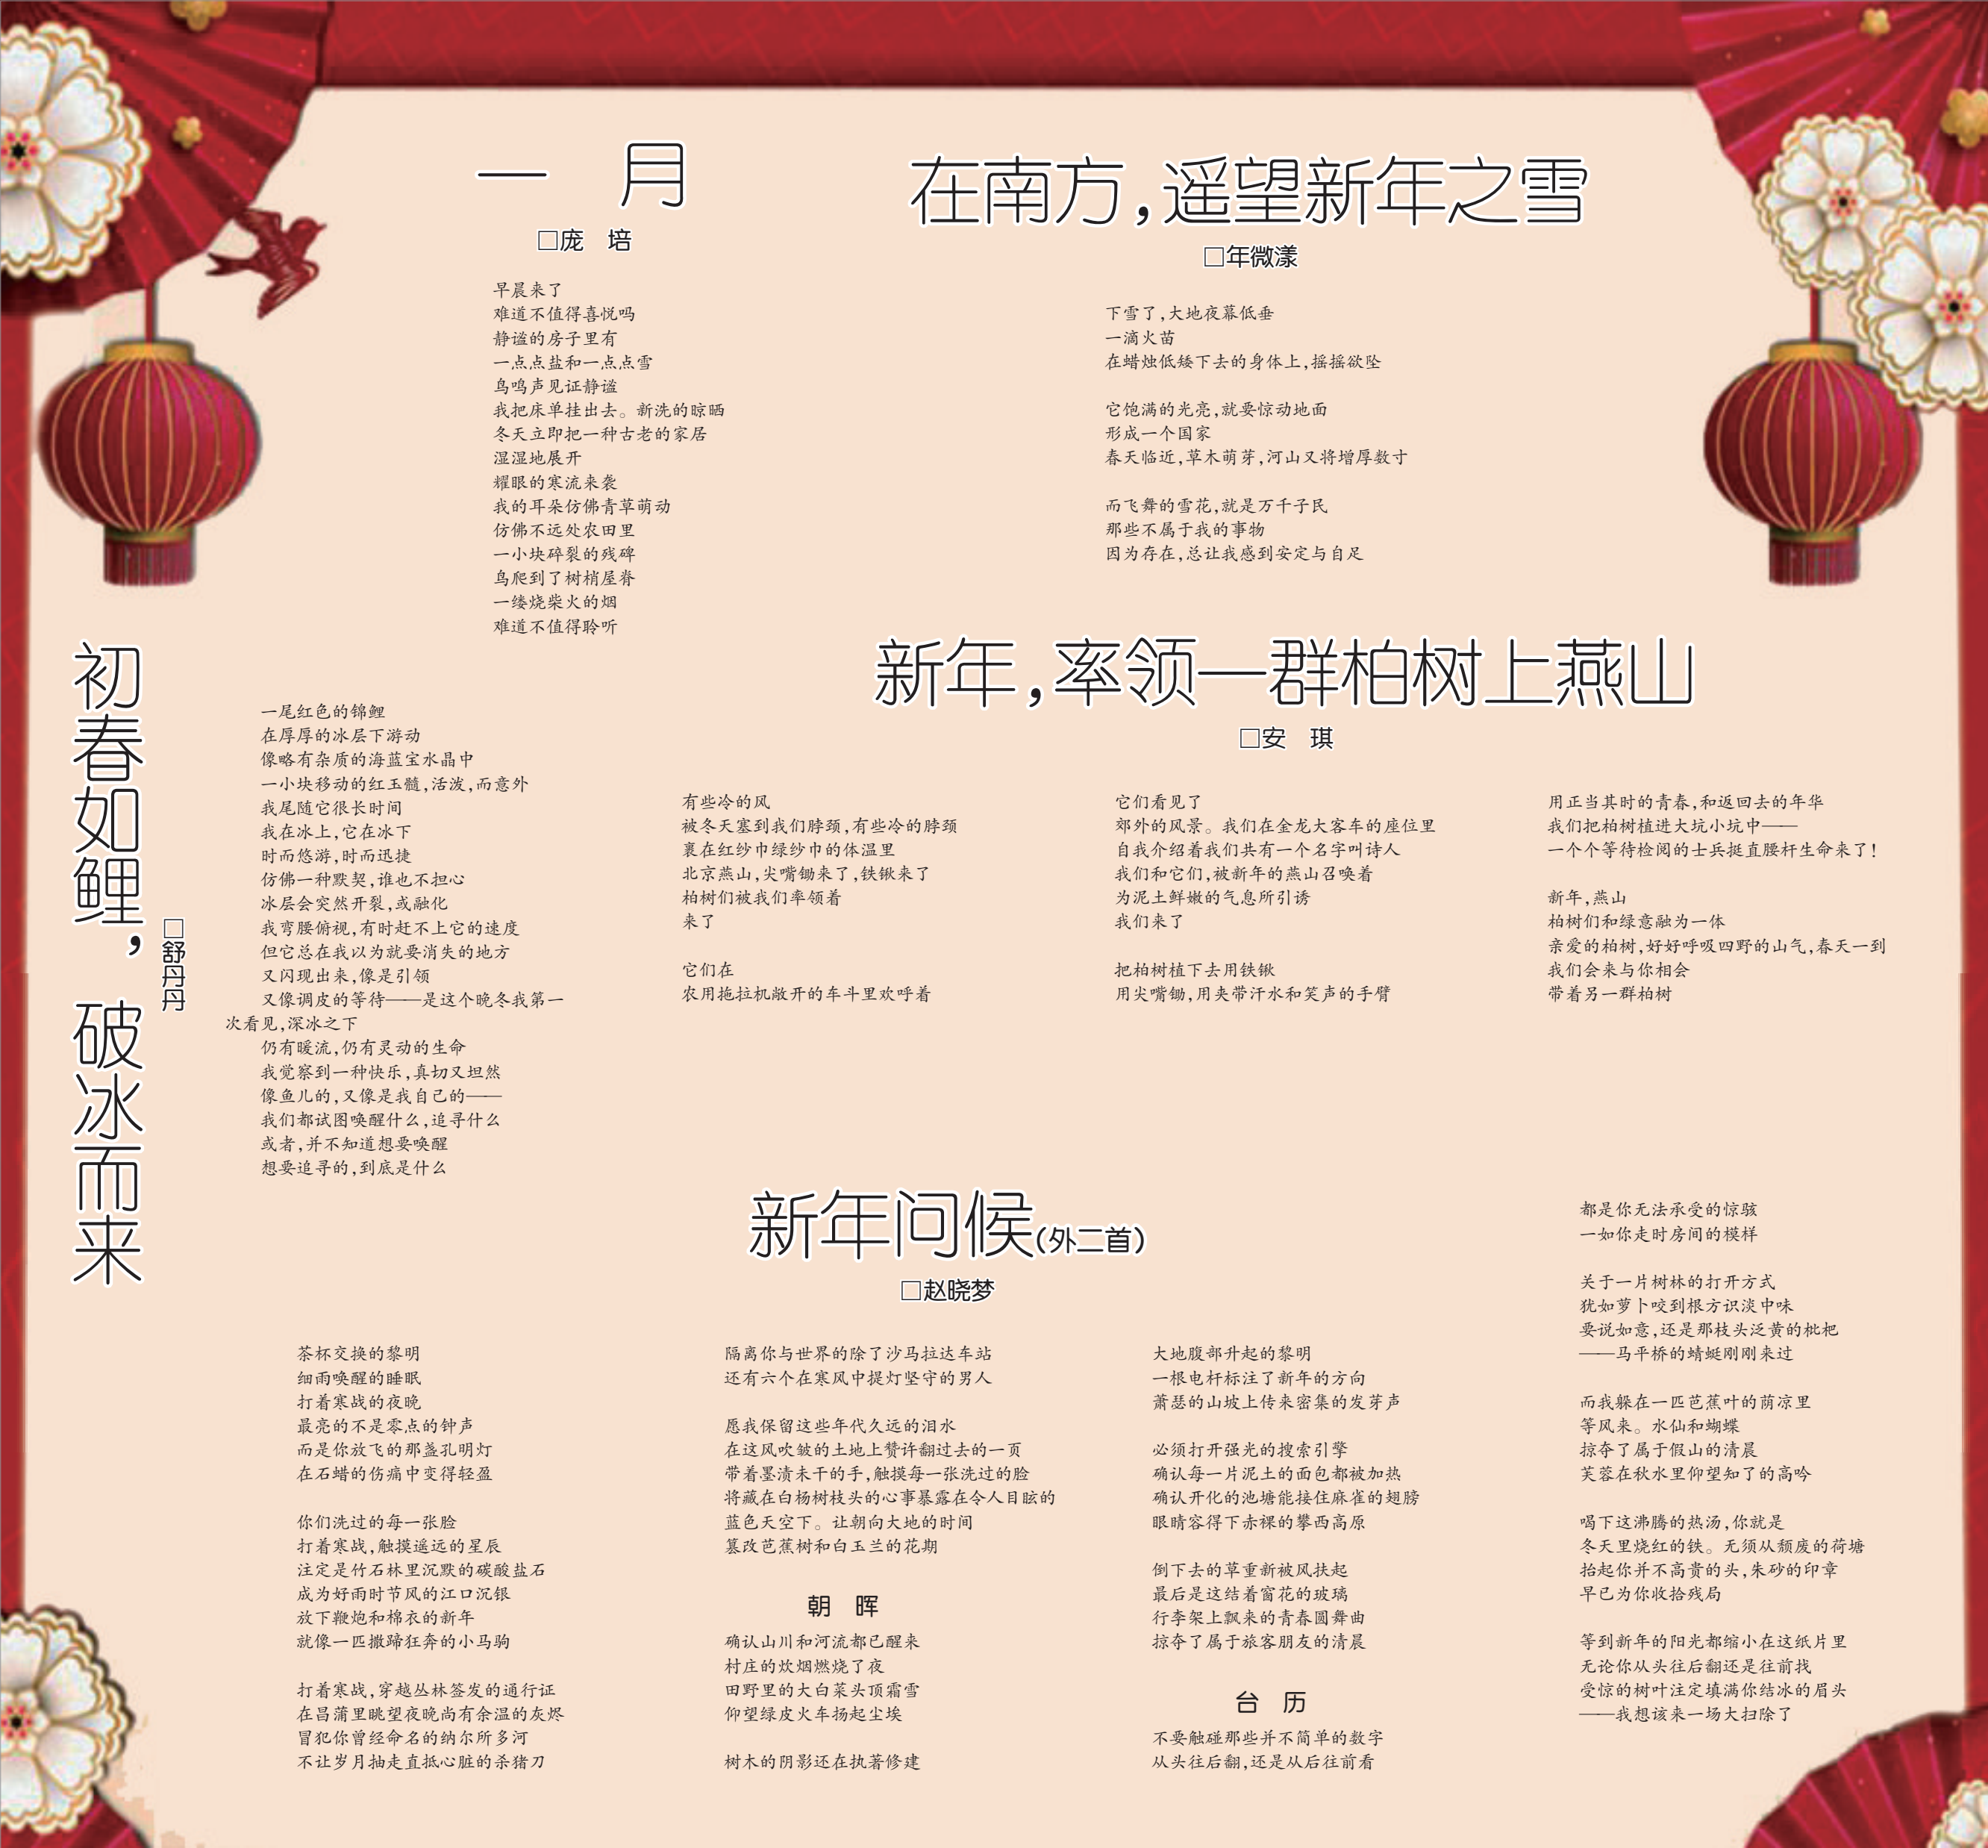 一　月
□庞　培
早晨来了
难道不值得喜悦吗
静谧的房子里有
一点点盐和一点点雪
鸟鸣声见证静谧
我把床单挂出去。新洗的晾晒
冬天立即把一种古老的家居
湿湿地展开
耀眼的寒流来袭
我的耳朵仿佛青草萌动
仿佛不远处农田里
一小块碎裂的残碑
鸟爬到了树梢屋脊
一缕烧柴火的烟
难道不值得聆听
在南方,遥望新年之雪
□年微漾
下雪了,大地夜幕低垂
一滴火苗
在蜡烛低矮下去的身体上,摇摇欲坠
它饱满的光亮,就要惊动地面
形成一个国家
春天临近,草木萌芽,河山又将增厚数寸
而飞舞的雪花,就是万千子民
那些不属于我的事物
因为存在,总让我感到安定与自足
初春如鲤，破冰而来
□舒丹丹
一尾红色的锦鲤
在厚厚的冰层下游动
像略有杂质的海蓝宝水晶中
一小块移动的红玉髓,活泼,而意外
我尾随它很长时间
我在冰上,它在冰下
时而悠游,时而迅捷
仿佛一种默契,谁也不担心
冰层会突然开裂,或融化
我弯腰俯视,有时赶不上它的速度
但它总在我以为就要消失的地方
又闪现出来,像是引领
又像调皮的等待——是这个晚冬我第一
次看见,深冰之下
仍有暖流,仍有灵动的生命
我觉察到一种快乐,真切又坦然
像鱼儿的,又像是我自己的——
我们都试图唤醒什么,追寻什么
或者,并不知道想要唤醒
想要追寻的,到底是什么
新年,率领一群柏树上燕山
□安　琪
有些冷的风
被冬天塞到我们脖颈,有些冷的脖颈
裹在红纱巾绿纱巾的体温里
北京燕山,尖嘴锄来了,铁锹来了
柏树们被我们率领着
来了
它们在
农用拖拉机敞开的车斗里欢呼着
它们看见了
郊外的风景。我们在金龙大客车的座位里
自我介绍着我们共有一个名字叫诗人
我们和它们,被新年的燕山召唤着
为泥土鲜嫩的气息所引诱
我们来了
把柏树植下去用铁锹
用尖嘴锄,用夹带汗水和笑声的手臂
用正当其时的青春,和返回去的年华
我们把柏树植进大坑小坑中——
一个个等待检阅的士兵挺直腰杆生命来了!
新年,燕山
柏树们和绿意融为一体
亲爱的柏树,好好呼吸四野的山气,春天一到
我们会来与你相会
带着另一群柏树
新年问候(外二首)
□赵晓梦
茶杯交换的黎明
细雨唤醒的睡眠
打着寒战的夜晚
最亮的不是零点的钟声
而是你放飞的那盏孔明灯
在石蜡的伤痛中变得轻盈
你们洗过的每一张脸
打着寒战,触摸遥远的星辰
注定是竹石林里沉默的碳酸盐石
成为好雨时节风的江口沉银
放下鞭炮和棉衣的新年
就像一匹撒蹄狂奔的小马驹
打着寒战,穿越丛林签发的通行证
在昌蒲里眺望夜晚尚有余温的灰烬
冒犯你曾经命名的纳尔所多河
不让岁月抽走直抵心脏的杀猪刀
隔离你与世界的除了沙马拉达车站
还有六个在寒风中提灯坚守的男人
愿我保留这些年代久远的泪水
在这风吹皱的土地上赞许翻过去的一页
带着墨渍未干的手,触摸每一张洗过的脸
将藏在白杨树枝头的心事暴露在令人目眩的
蓝色天空下。让朝向大地的时间
篡改芭蕉树和白玉兰的花期
朝　晖
确认山川和河流都已醒来
村庄的炊烟燃烧了夜
田野里的大白菜头顶霜雪
仰望绿皮火车扬起尘埃
树木的阴影还在执著修建
大地腹部升起的黎明
一根电杆标注了新年的方向
萧瑟的山坡上传来密集的发芽声
必须打开强光的搜索引擎
确认每一片泥土的面包都被加热
确认开化的池塘能接住麻雀的翅膀
眼睛容得下赤裸的攀西高原
倒下去的草重新被风扶起
最后是这结着窗花的玻璃
行李架上飘来的青春圆舞曲
掠夺了属于旅客朋友的清晨
台　历
不要触碰那些并不简单的数字
从头往后翻,还是从后往前看
都是你无法承受的惊骇
一如你走时房间的模样
关于一片树林的打开方式
犹如萝卜咬到根方识淡中味
要说如意,还是那枝头泛黄的枇杷
——马平桥的蜻蜓刚刚来过
而我躲在一匹芭蕉叶的荫凉里
等风来。水仙和蝴蝶
掠夺了属于假山的清晨
芙蓉在秋水里仰望知了的高吟
喝下这沸腾的热汤,你就是
冬天里烧红的铁。无须从颓废的荷塘
抬起你并不高贵的头,朱砂的印章
早已为你收拾残局
等到新年的阳光都缩小在这纸片里
无论你从头往后翻还是往前找
受惊的树叶注定填满你结冰的眉头
——我想该来一场大扫除了